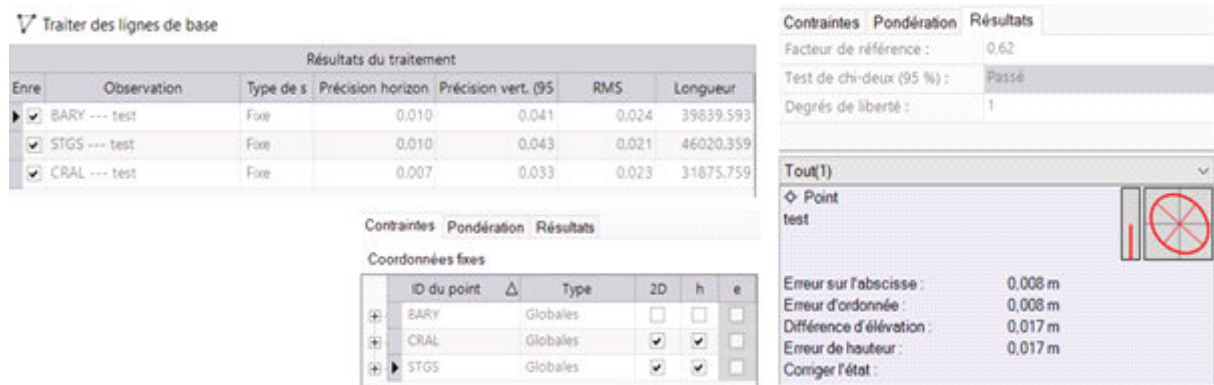 Traiter des lignes de base
Résultats du traitement
Enre Observation Type de s Précision horizon Précision vert. (95 RMS Longueur
BARY --- test Fixe 0.010 0.041 0.024 39839.593
STGS --- test Fixe 0.010 0.043 0.021 46020.359
CRAL --- test Fixe 0.007 0.033 0.023 31875.759
Contraintes Pondération Résultats
Coordonnées fixes
ID du point Type 2D h e
BARY Globales
CRAL Globales
STGS Globales
Contraintes Pondération Résultats
Facteur de référence : 0,62
Test de chi-deux (95 %) : Passé
Degrés de liberté : 1
Tout(1)
Point
test
Erreur sur l'abscisse : 0,008 m
Erreur d'ordonnée : 0,008 m
Différence d'élévation : 0,017 m
Erreur de hauteur : 0,017 m
Corriger l'état :